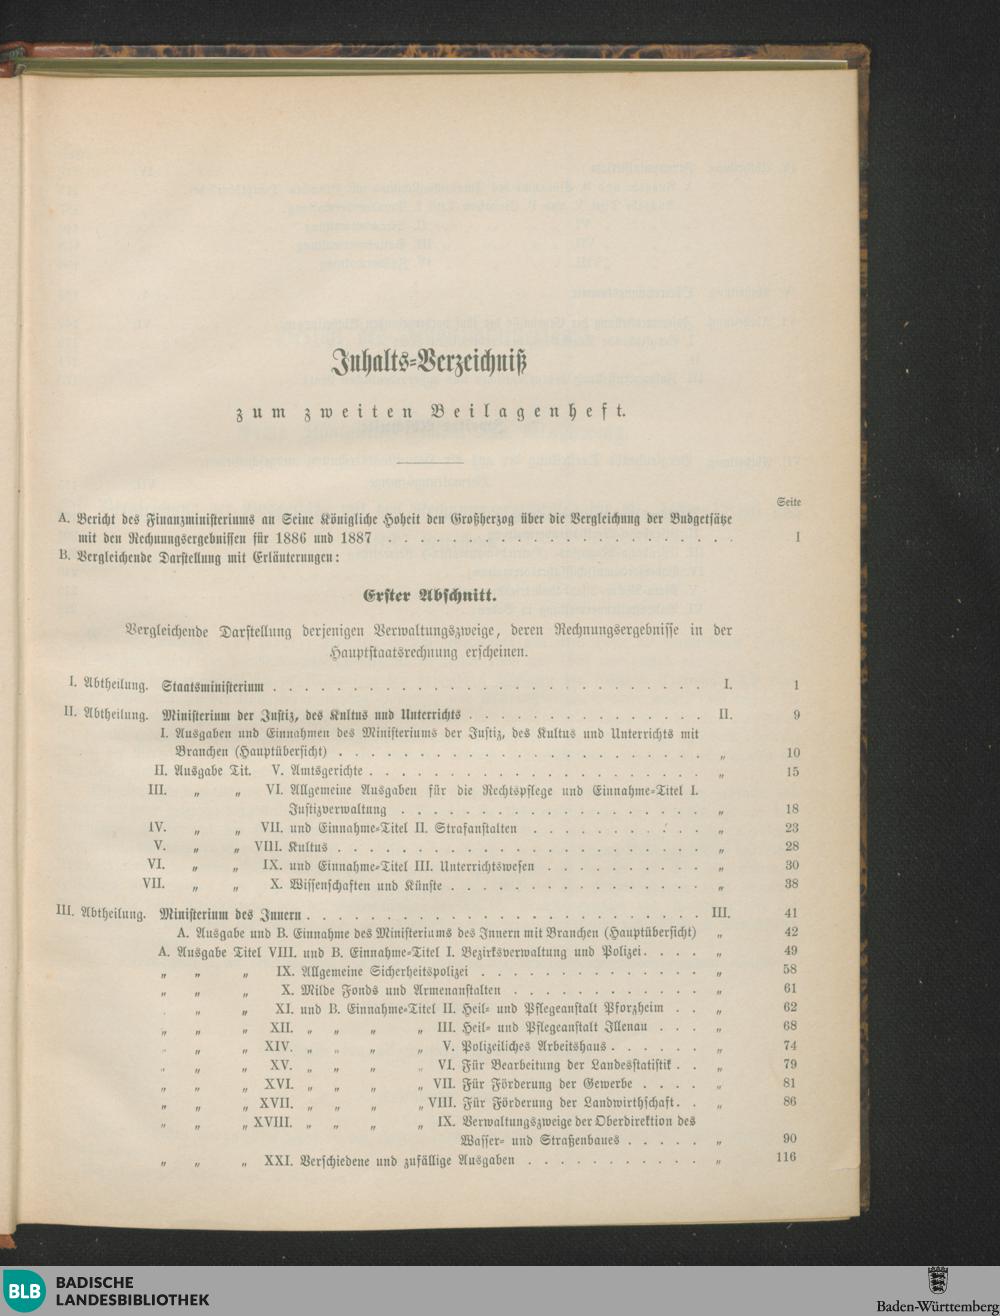 Inhalts-Verzeichniß
zum zweiten Beilagenheft.
Seite
A. Bericht des Finanzministeriums an Seine Königliche Hoheit den Großherzog über die Vergleichung der Budgetsätze
mit den Rechnungsergebnissen für 1886 und 1887 . . . . . . . . . . I
B. Vergleichende Darstellung mit Erläuterungen:
Erster Abschnitt.
Vergleichende Darstellung derjenigen Verwaltungszweige, deren Rechnungsergebnisse in der
Hauptstaatsrechnung erscheinen.
I. Abtheilung. Staatsministerium . . . . . . . . . . I. 1
II. Abtheilung. Ministerium der Justiz, des Kultus und Unterrichts . . . . . . . . . . II. 9
I. Ausgaben und Einnahmen des Ministeriums der Justiz, des Kultus und Unterrichts mit
Branchen (Hauptübersicht) . . . . . . . . . . „ 10
II. Ausgabe Tit. V. Amtsgerichte . . . . . . . . . . „ 15
III. „ „ VI. Allgemeine Ausgaben für die Rechtspflege und Einnahme-Titel I.
Justizverwaltung . . . . . . . . . . „ 18
IV. „ „ VII. und Einnahme-Titel II. Strafanstalten . . . . . . . . . . „ 23
V. „ „ VIII. Kultus . . . . . . . . . . „ 28
VI. „ „ IX. und Einnahme-Titel III. Unterrichtswesen . . . . . . . . . . „ 30
VII. „ „ X. Wissenschaften und Künste . . . . . . . . . . „ 38
III. Abtheilung. Ministerium des Innern . . . . . . . . . . III. 41
A. Ausgabe und B. Einnahme des Ministeriums des Innern mit Branchen (Hauptübersicht) „ 42
A. Ausgabe Titel VIII. und B. Einnahme-Titel I. Bezirksverwaltung und Polizei . . . . „ 49
„ „ „ IX. Allgemeine Sicherheitspolizei . . . . . . . . . . „ 58
„ „ „ X. Milde Fonds und Armenanstalten . . . . . . . . . . „ 61
„ „ „ XI. und B. Einnahme-Titel II. Heil- und Pflegeanstalt Pforzheim . . „ 62
„ „ „ XII. „ „ „ „ III. Heil- und Pflegeanstalt Illenau . . . „ 68
„ „ „ XIV. „ „ „ „ V. Polizeiliches Arbeitshaus . . . . . . „ 74
„ „ „ XV. „ „ „ „ VI. Für Bearbeitung der Landesstatistik . . „ 79
„ „ „ XVI. „ „ „ „ VII. Für Förderung der Gewerbe . . . . „ 81
„ „ „ XVII. „ „ „ „ VIII. Für Förderung der Landwirthschaft . . „ 86
„ „ „ XVIII. „ „ „ „ IX. Verwaltungszweige der Oberdirektion des
Wasser- und Straßenbaues . . . . . „ 90
„ „ „ XXI. Verschiedene und zufällige Ausgaben . . . . . . . . . . „ 116
BLB BADISCHE
LANDESBIBLIOTHEK
Baden-Württemberg